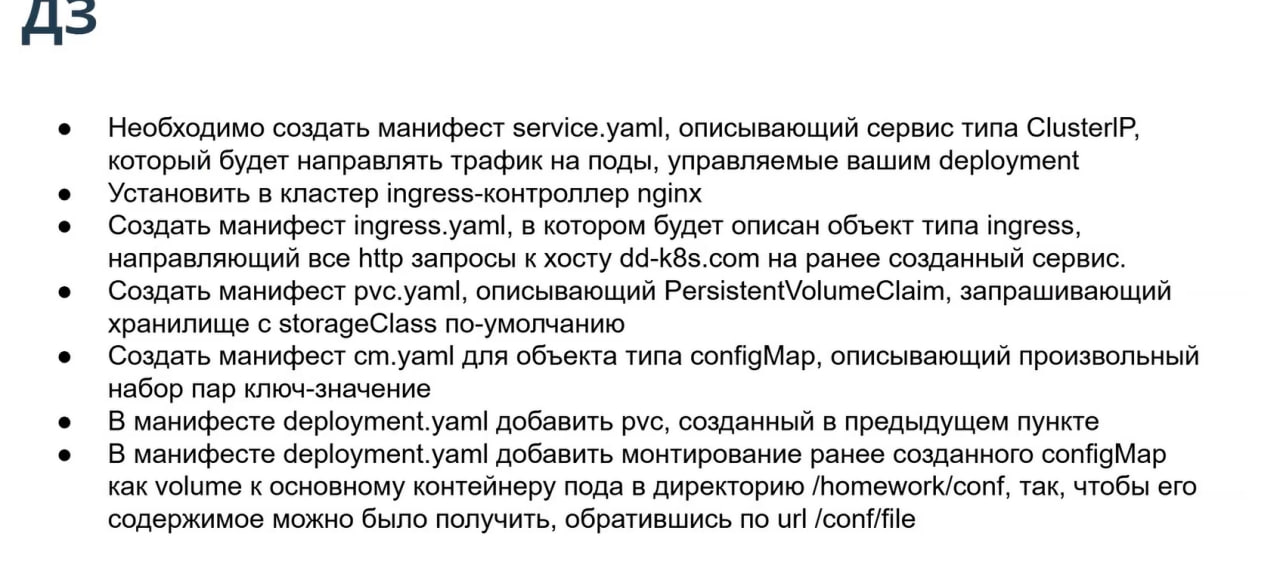 ДЗ
● Необходимо создать манифест service.yaml, описывающий сервис типа ClusterIP,
который будет направлять трафик на поды, управляемые вашим deployment
● Установить в кластер ingress-контроллер nginx
● Создать манифест ingress.yaml, в котором будет описан объект типа ingress,
направляющий все http запросы к хосту dd-k8s.com на ранее созданный сервис.
● Создать манифест pvc.yaml, описывающий PersistentVolumeClaim, запрашивающий
хранилище с storageClass по-умолчанию
● Создать манифест cm.yaml для объекта типа configMap, описывающий произвольный
набор пар ключ-значение
● В манифесте deployment.yaml добавить pvc, созданный в предыдущем пункте
● В манифесте deployment.yaml добавить монтирование ранее созданного configMap
как volume к основному контейнеру пода в директорию /homework/conf, так, чтобы его
содержимое можно было получить, обратившись по url /conf/file